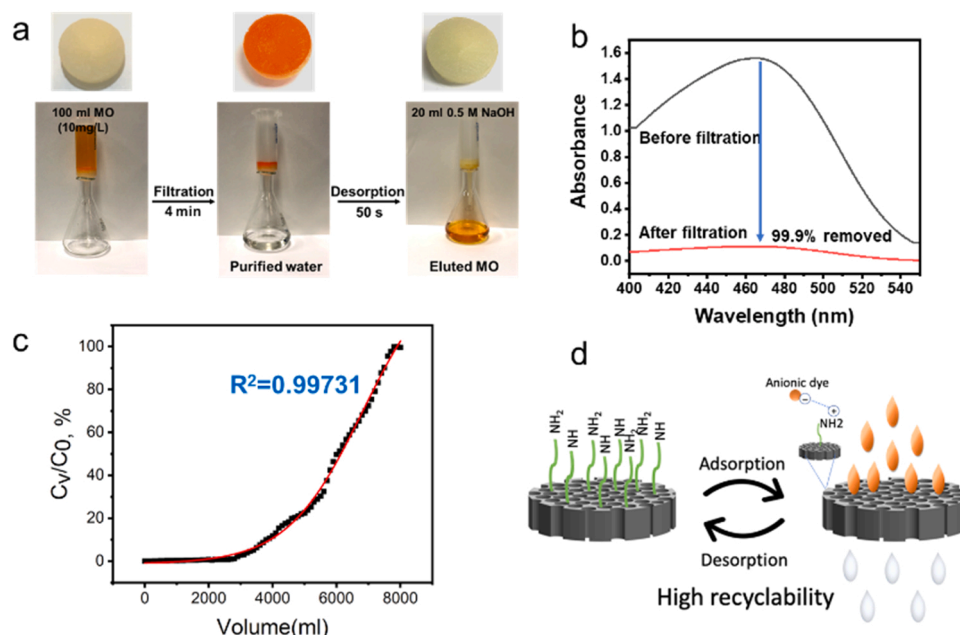 a
100 ml MO
(10mg/L)
Filtration
4 min
Purified water
Desorption
50 s
20 ml 0.5 M NaOH
Eluted MO
b
Absorbance
1.6
1.4
1.2
1.0
0.8
0.6
0.4
0.2
0.0
Before filtration
After filtration
99.9% removed
400
420
440
460
480
500
520
540
Wavelength (nm)
c
Cv/C0, %
100
80
60
40
20
0
R²=0.99731
0
2000
4000
6000
8000
Volume(ml)
d
NH2
NH
NH2
NH
NH
NH2
NH2
NH
Adsorption
Desorption
High recyclability
Anionic dye
−
+
NH2